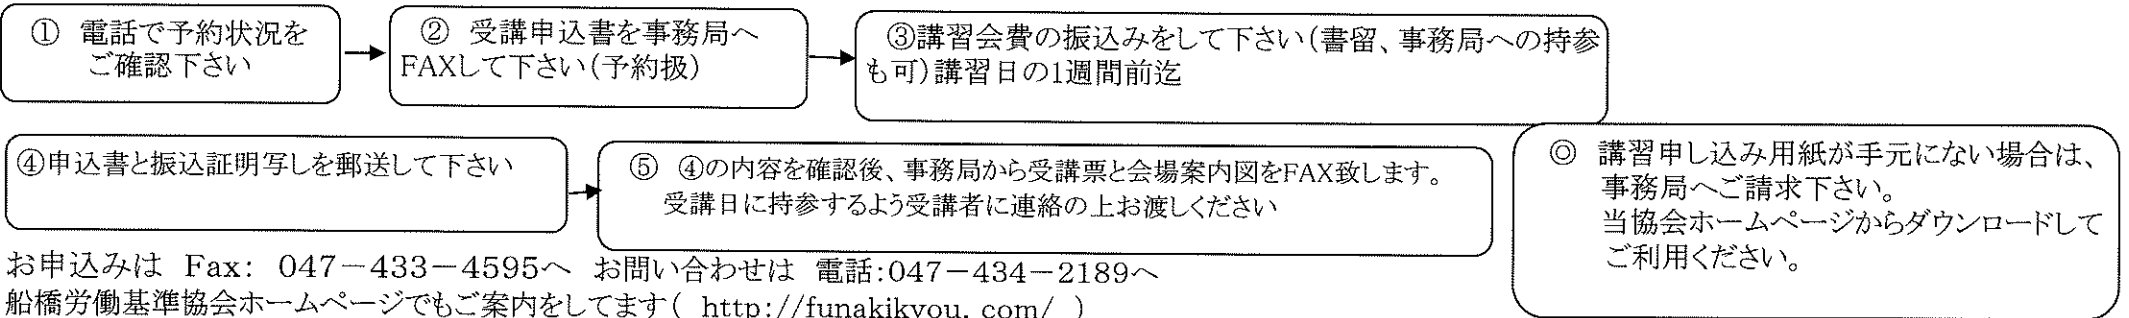 ① 電話で予約状況を
ご確認下さい
② 受講申込書を事務局へ
FAXして下さい(予約扱)
③講習会費の振込みをして下さい(書留、事務局への持参
も可)講習日の1週間前迄
④申込書と振込証明写しを郵送して下さい
⑤ ④の内容を確認後、事務局から受講票と会場案内図をFAX致します。
受講日に持参するよう受講者に連絡の上お渡しください
◎ 講習申し込み用紙が手元にない場合は、
事務局へご請求下さい。
当協会ホームページからダウンロードして
ご利用ください。
お申込みは Fax: 047-433-4595へ お問い合わせは 電話:047-434-2189へ
船橋労働基準協会ホームページでもご案内をしてます( http://funakikyou.com/ )